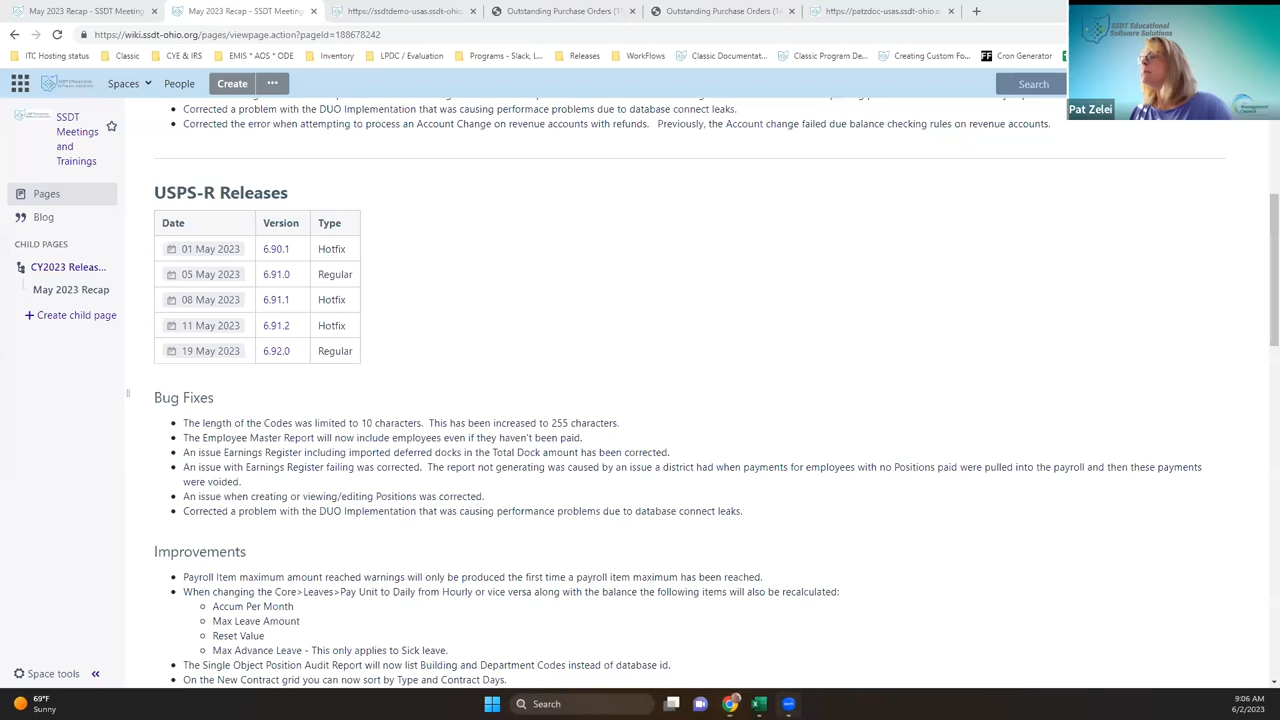 May 2023 Recap - SSDT Meeting
May 2023 Recap - SSDT Meeting
https://ssdtdemo-usas.ssdt-ohio
Outstanding Purchase Orders (1
Outstanding Purchase Orders (1
https://patzdoc-usas.ssdt-ohio.o
https://wiki.ssdt-ohio.org/pages/viewpage.action?pageId=188678242
ITC Hosting status
Classic
CYE & IRS
EMIS * AOS * ODE
Inventory
LPDC / Evaluation
Programs - Slack, L...
Releases
WorkFlows
Classic Documentat...
Classic Program De...
Creating Custom Fo...
Cron Generator
SSDT Educational
Software Solutions
Management
Council
Pat Zelei
Spaces
People
Create
Search
SSDT
Meetings
and
Trainings
Pages
Blog
CHILD PAGES
CY2023 Releas...
May 2023 Recap
Create child page
Space tools
Corrected a problem with the DUO Implementation that was causing performace problems due to database connect leaks.
Corrected the error when attempting to process an Account Change on revenue accounts with refunds. Previously, the Account change failed due balance checking rules on revenue accounts.
USPS-R Releases
Date Version Type
01 May 2023 6.90.1 Hotfix
05 May 2023 6.91.0 Regular
08 May 2023 6.91.1 Hotfix
11 May 2023 6.91.2 Hotfix
19 May 2023 6.92.0 Regular
Bug Fixes
The length of the Codes was limited to 10 characters. This has been increased to 255 characters.
The Employee Master Report will now include employees even if they haven't been paid.
An issue Earnings Register including imported deferred docks in the Total Dock amount has been corrected.
An issue with Earnings Register failing was corrected. The report not generating was caused by an issue a district had when payments for employees with no Positions paid were pulled into the payroll and then these payments
were voided.
An issue when creating or viewing/editing Positions was corrected.
Corrected a problem with the DUO Implementation that was causing performance problems due to database connect leaks.
Improvements
Payroll Item maximum amount reached warnings will only be produced the first time a payroll item maximum has been reached.
When changing the Core>Leaves>Pay Unit to Daily from Hourly or vice versa along with the balance the following items will also be recalculated:
Accum Per Month
Max Leave Amount
Reset Value
Max Advance Leave - This only applies to Sick leave.
The Single Object Position Audit Report will now list Building and Department Codes instead of database id.
On the New Contract grid you can now sort by Type and Contract Days.
69°F
Sunny
Search
9:06 AM
6/2/2023